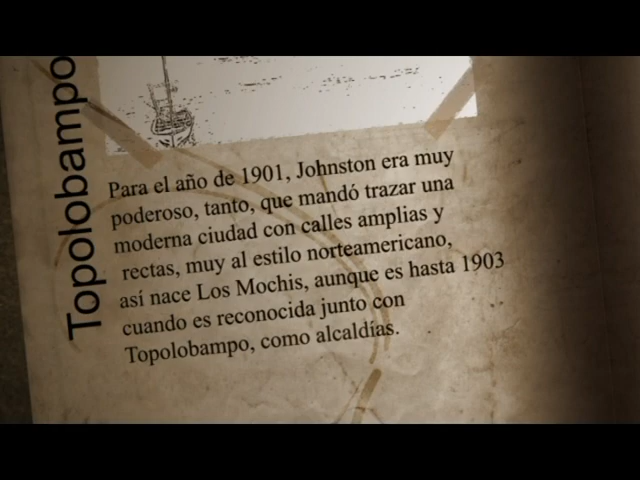 Topolobampo
Para el año de 1901, Johnston era muy
poderoso, tanto, que mandó trazar una
moderna ciudad con calles amplias y
rectas, muy al estilo norteamericano,
así nace Los Mochis, aunque es hasta 1903
cuando es reconocida junto con
Topolobampo, como alcaldías.